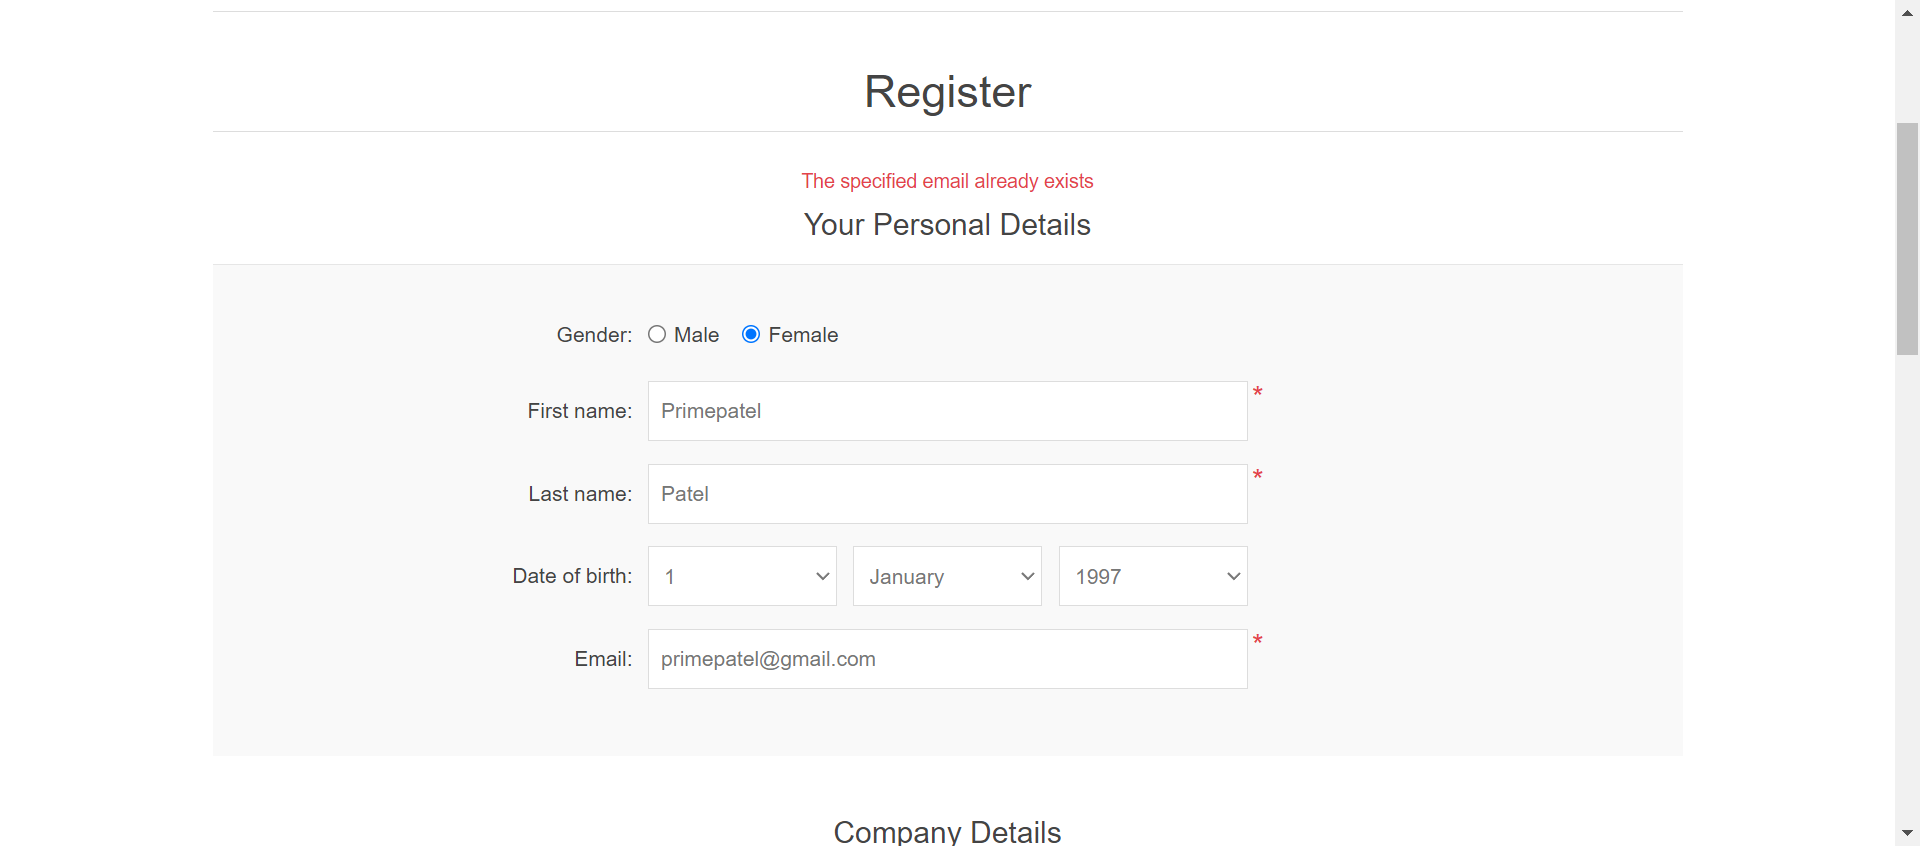 Register
The specified email already exists
Your Personal Details
Gender: Male Female
First name: Primepatel *
Last name: Patel *
Date of birth: 1 January 1997
Email: primepatel@gmail.com *
Company Details